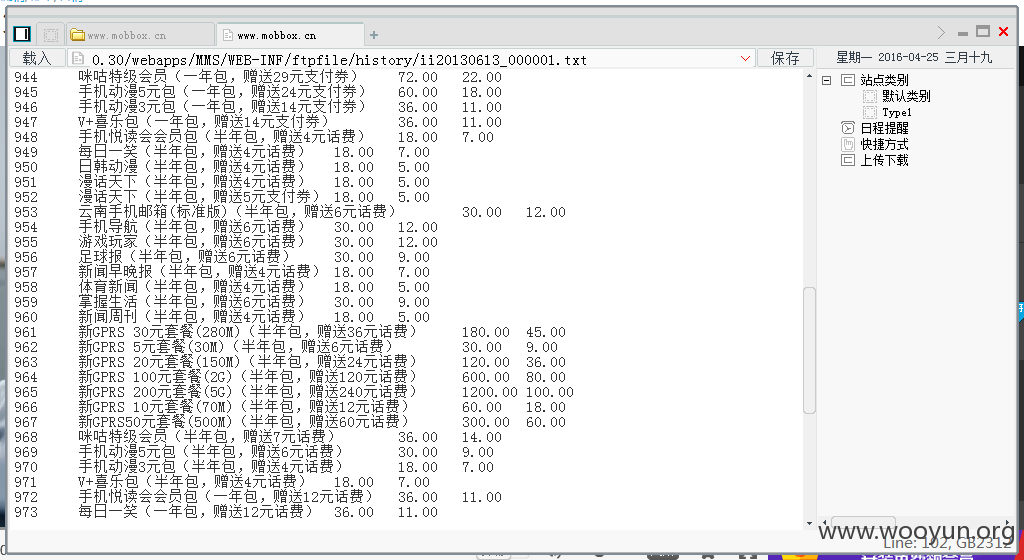 www.mobbox.cn
www.mobbox.cn
载入
0.30/webapps/MMS/WEB-INF/ftpfile/history/ii20130613_000001.txt
保存
星期一 2016-04-25 三月十九
944 咪咕特级会员（一年包，赠送29元支付券） 72.00 22.00
945 手机动漫5元包（一年包，赠送24元支付券） 60.00 18.00
946 手机动漫3元包（一年包，赠送14元支付券） 36.00 11.00
947 V+喜乐包（一年包，赠送14元支付券） 36.00 11.00
948 手机悦读会会员包（半年包，赠送4元话费） 18.00 7.00
949 每日一笑（半年包，赠送4元话费） 18.00 7.00
950 日韩动漫（半年包，赠送4元话费） 18.00 5.00
951 漫话天下（半年包，赠送4元话费） 18.00 5.00
952 漫话天下（半年包，赠送5元支付券） 18.00 5.00
953 云南手机邮箱(标准版)（半年包，赠送6元话费） 30.00 12.00
954 手机导航（半年包，赠送6元话费） 30.00 12.00
955 游戏玩家（半年包，赠送6元话费） 30.00 12.00
956 足球报（半年包，赠送6元话费） 30.00 9.00
957 新闻早晚报（半年包，赠送4元话费） 18.00 7.00
958 体育新闻（半年包，赠送4元话费） 18.00 5.00
959 掌握生活（半年包，赠送6元话费） 30.00 9.00
960 新闻周刊（半年包，赠送4元话费） 18.00 5.00
961 新GPRS 30元套餐(280M)（半年包，赠送36元话费） 180.00 45.00
962 新GPRS 5元套餐(30M)（半年包，赠送6元话费） 30.00 9.00
963 新GPRS 20元套餐(150M)（半年包，赠送24元话费） 120.00 36.00
964 新GPRS 100元套餐(2G)（半年包，赠送120元话费） 600.00 80.00
965 新GPRS 200元套餐(5G)（半年包，赠送240元话费） 1200.00 100.00
966 新GPRS 10元套餐(70M)（半年包，赠送12元话费） 60.00 18.00
967 新GPRS50元套餐(500M)（半年包，赠送60元话费） 300.00 60.00
968 咪咕特级会员（半年包，赠送7元话费） 36.00 14.00
969 手机动漫5元包（半年包，赠送6元话费） 30.00 9.00
970 手机动漫3元包（半年包，赠送4元话费） 18.00 7.00
971 V+喜乐包（半年包，赠送4元话费） 18.00 7.00
972 手机悦读会会员包（一年包，赠送12元话费） 36.00 11.00
973 每日一笑（一年包，赠送12元话费） 36.00 11.00
站点类别
默认类别
Type1
日程提醒
快捷方式
上传下载
www.wooyun.org
Line: 102, GB2312